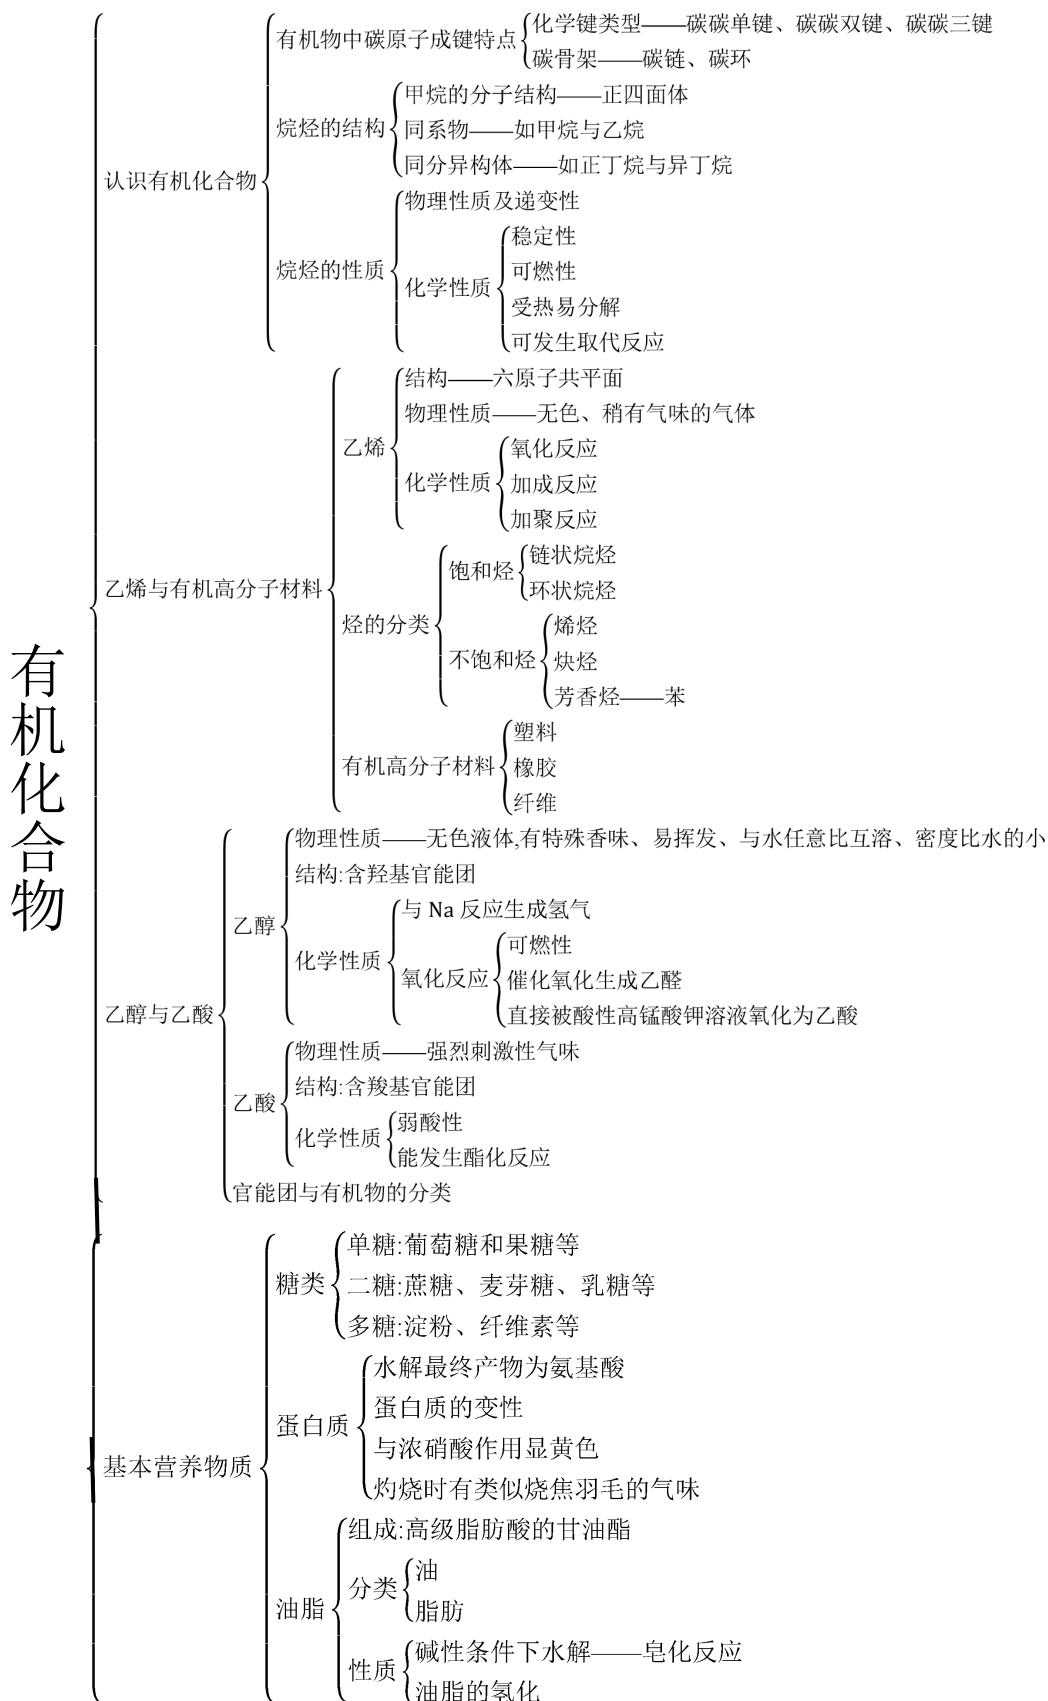 有机化合物
认识有机化合物
有机物中碳原子成键特点
化学键类型——碳碳单键、碳碳双键、碳碳三键
碳骨架——碳链、碳环
烷烃的结构
甲烷的分子结构——正四面体
同系物——如甲烷与乙烷
同分异构体——如正丁烷与异丁烷
烷烃的性质
物理性质及递变性
化学性质
稳定性
可燃性
受热易分解
可发生取代反应
乙烯与有机高分子材料
乙烯
结构——六原子共平面
物理性质——无色、稍有气味的气体
化学性质
氧化反应
加成反应
加聚反应
烃的分类
饱和烃
链状烷烃
环状烷烃
不饱和烃
烯烃
炔烃
芳香烃——苯
有机高分子材料
塑料
橡胶
纤维
乙醇与乙酸
乙醇
物理性质——无色液体,有特殊香味、易挥发、与水任意比互溶、密度比水的小
结构:含羟基官能团
化学性质
与 Na 反应生成氢气
氧化反应
可燃性
催化氧化生成乙醛
直接被酸性高锰酸钾溶液氧化为乙酸
乙酸
物理性质——强烈刺激性气味
结构:含羧基官能团
化学性质
弱酸性
能发生酯化反应
官能团与有机物的分类
基本营养物质
糖类
单糖:葡萄糖和果糖等
二糖:蔗糖、麦芽糖、乳糖等
多糖:淀粉、纤维素等
蛋白质
水解最终产物为氨基酸
蛋白质的变性
与浓硝酸作用显黄色
灼烧时有类似烧焦羽毛的气味
油脂
组成:高级脂肪酸的甘油酯
分类
油
脂肪
性质
碱性条件下水解——皂化反应
油脂的氢化